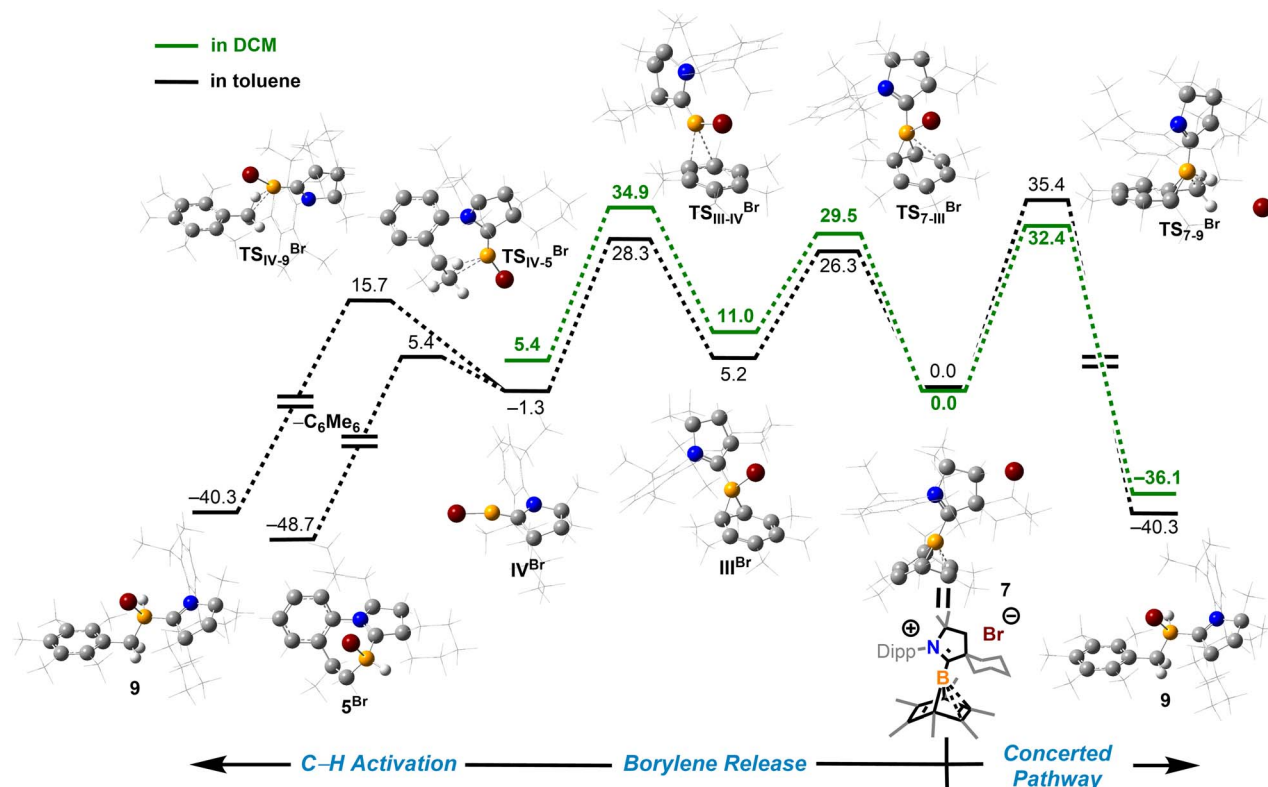 in DCM
in toluene
TS_IV-9^Br
TS_IV-5^Br
TS_III-IV^Br
TS_7-III^Br
TS_7-9^Br
34.9
28.3
29.5
26.3
35.4
32.4
15.7
5.4
5.4
–1.3
11.0
5.2
0.0
0.0
–C6Me6
–40.3
–48.7
–36.1
–40.3
9
5^Br
IV^Br
III^Br
7
+
–
Br
Dipp
N
B
9
C–H Activation
Borylene Release
Concerted
Pathway